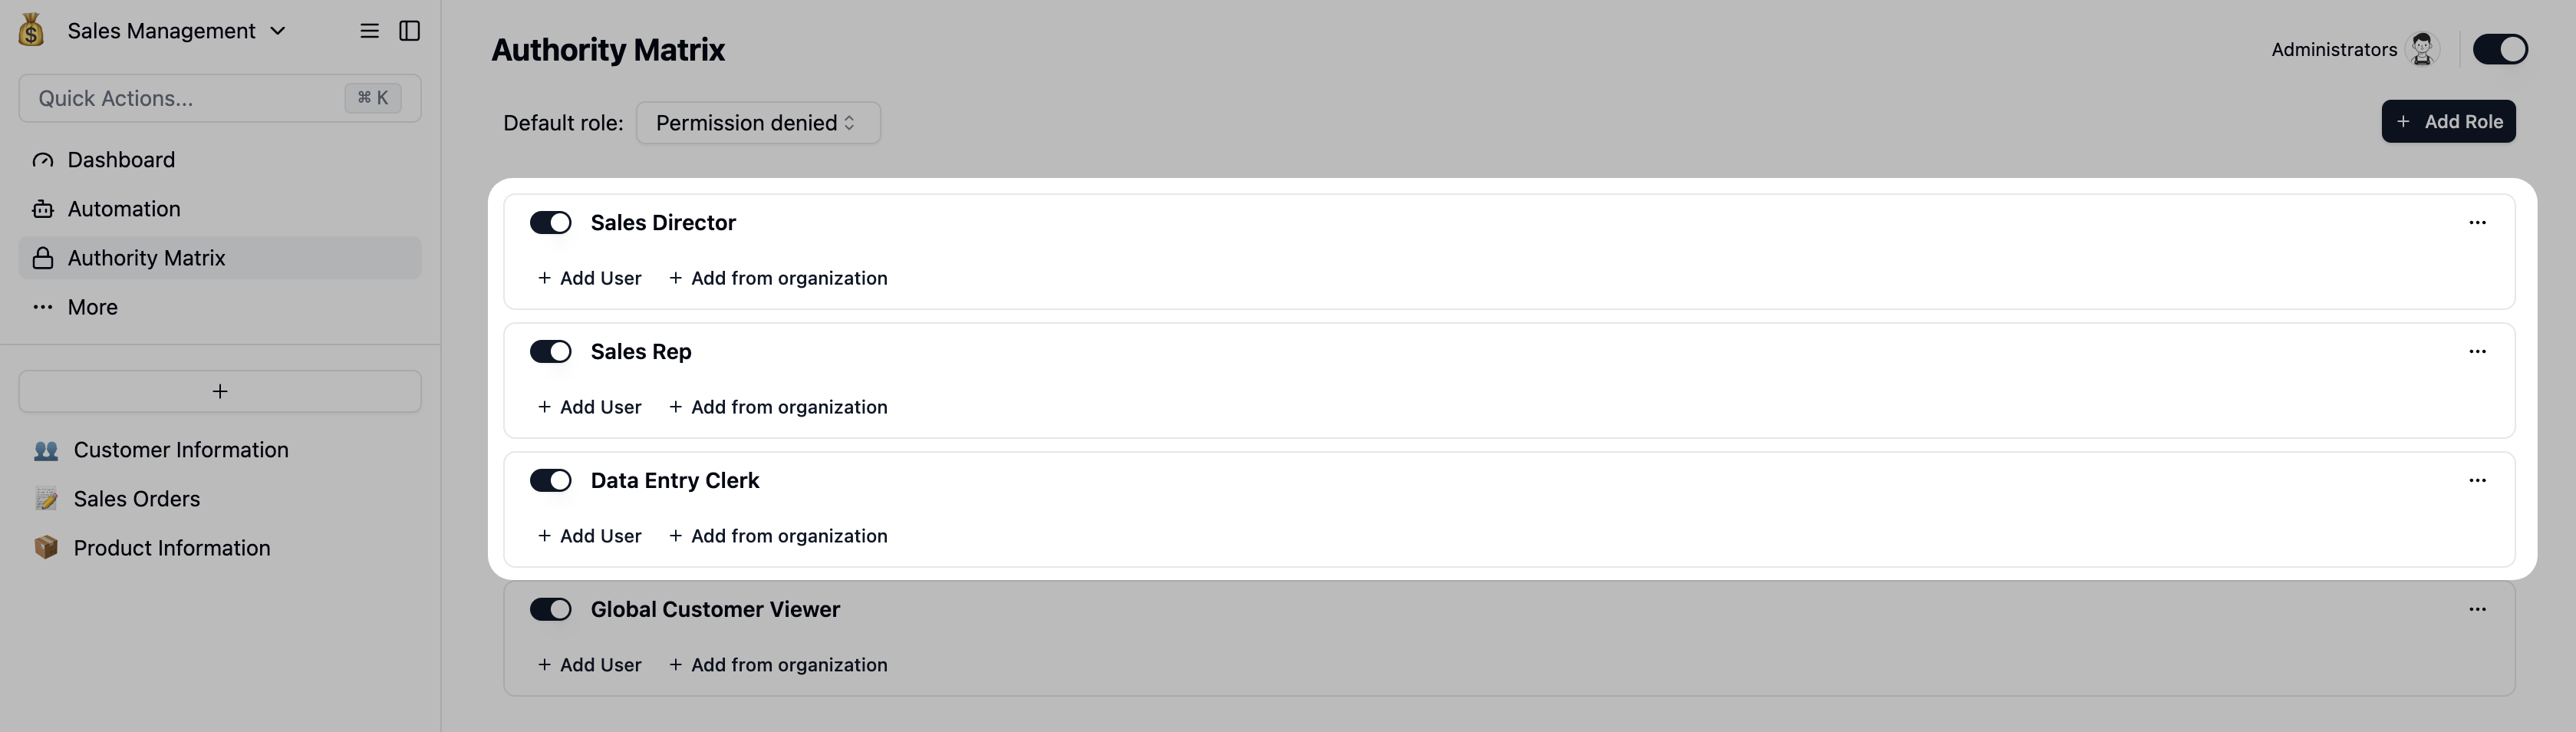 Sales Management
Quick Actions...
⌘ K
Dashboard
Automation
Authority Matrix
More
+
Customer Information
Sales Orders
Product Information
Authority Matrix
Administrators
Default role: Permission denied
+ Add Role
Sales Director
+ Add User + Add from organization
Sales Rep
+ Add User + Add from organization
Data Entry Clerk
+ Add User + Add from organization
Global Customer Viewer
+ Add User + Add from organization